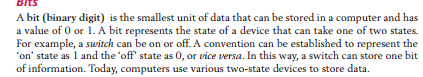 Bits
A bit (binary digit) is the smallest unit of data that can be stored in a computer and has
a value of 0 or 1. A bit represents the state of a device that can take one of two states.
For example, a switch can be on or off. A convention can be established to represent the
‘on’ state as 1 and the ‘off’ state as 0, or vice versa. In this way, a switch can store one bit
of information. Today, computers use various two-state devices to store data.